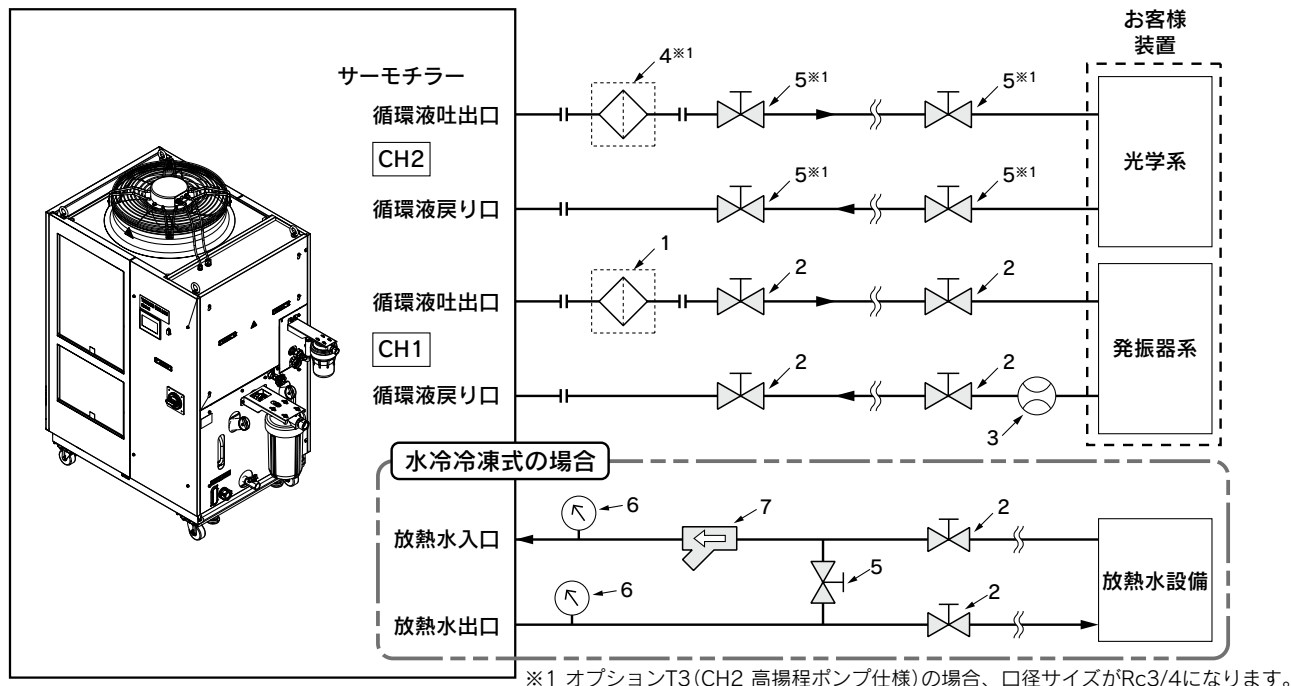 お客様
装置
サーモチラー
4※1
5※1
5※1
循環液吐出口
CH2
光学系
5※1
5※1
循環液戻り口
1
2
2
循環液吐出口
CH1
発振器系
2
2
循環液戻り口
3
水冷冷凍式の場合
6
7
2
放熱水入口
5
放熱水設備
6
2
放熱水出口
※1 オプションT3(CH2 高揚程ポンプ仕様)の場合、口径サイズがRc3/4になります。